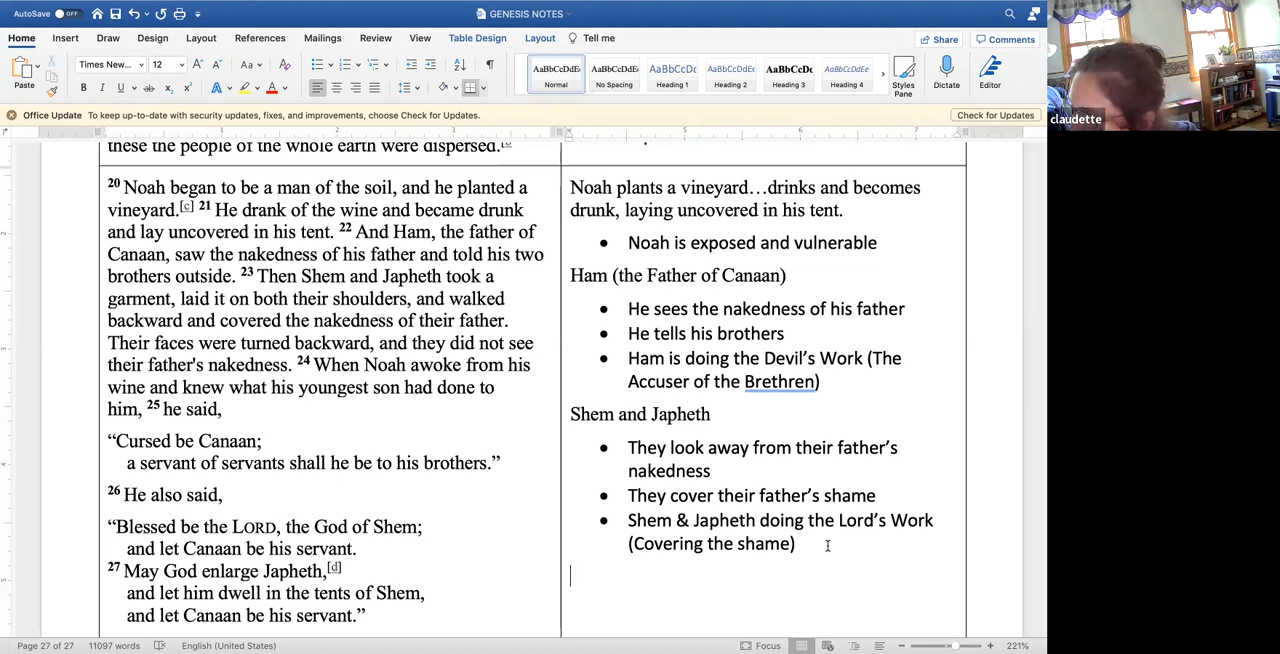 AutoSave OFF GENESIS NOTES
Home Insert Draw Design Layout References Mailings Review View Table Design Layout Tell me Share Comments
Paste Times New... 12 A A Aa A Normal No Spacing Heading 1 Heading 2 Heading 3 Heading 4 Styles Pane Dictate Editor
AaBbCcDdEe AaBbCcDdEe AaBbCcDc AaBbCcDdEe AaBbCcDc AaBbCcDdEe
B I U ab x₂ x² A A
Office Update To keep up-to-date with security updates, fixes, and improvements, choose Check for Updates. Check for Updates
claudette
1 2 3 5 6 7
these the people of the whole earth were dispersed.
20 Noah began to be a man of the soil, and he planted a
vineyard.[c] 21 He drank of the wine and became drunk
and lay uncovered in his tent. 22 And Ham, the father of
Canaan, saw the nakedness of his father and told his two
brothers outside. 23 Then Shem and Japheth took a
garment, laid it on both their shoulders, and walked
backward and covered the nakedness of their father.
Their faces were turned backward, and they did not see
their father's nakedness. 24 When Noah awoke from his
wine and knew what his youngest son had done to
him, 25 he said,
“Cursed be Canaan;
a servant of servants shall he be to his brothers.”
26 He also said,
“Blessed be the LORD, the God of Shem;
and let Canaan be his servant.
27 May God enlarge Japheth,[d]
and let him dwell in the tents of Shem,
and let Canaan be his servant.”
Noah plants a vineyard…drinks and becomes
drunk, laying uncovered in his tent.
• Noah is exposed and vulnerable
Ham (the Father of Canaan)
• He sees the nakedness of his father
• He tells his brothers
• Ham is doing the Devil’s Work (The
Accuser of the Brethren)
Shem and Japheth
• They look away from their father’s
nakedness
• They cover their father’s shame
• Shem & Japheth doing the Lord’s Work
(Covering the shame)
Page 27 of 27 11097 words English (United States) Focus 221%